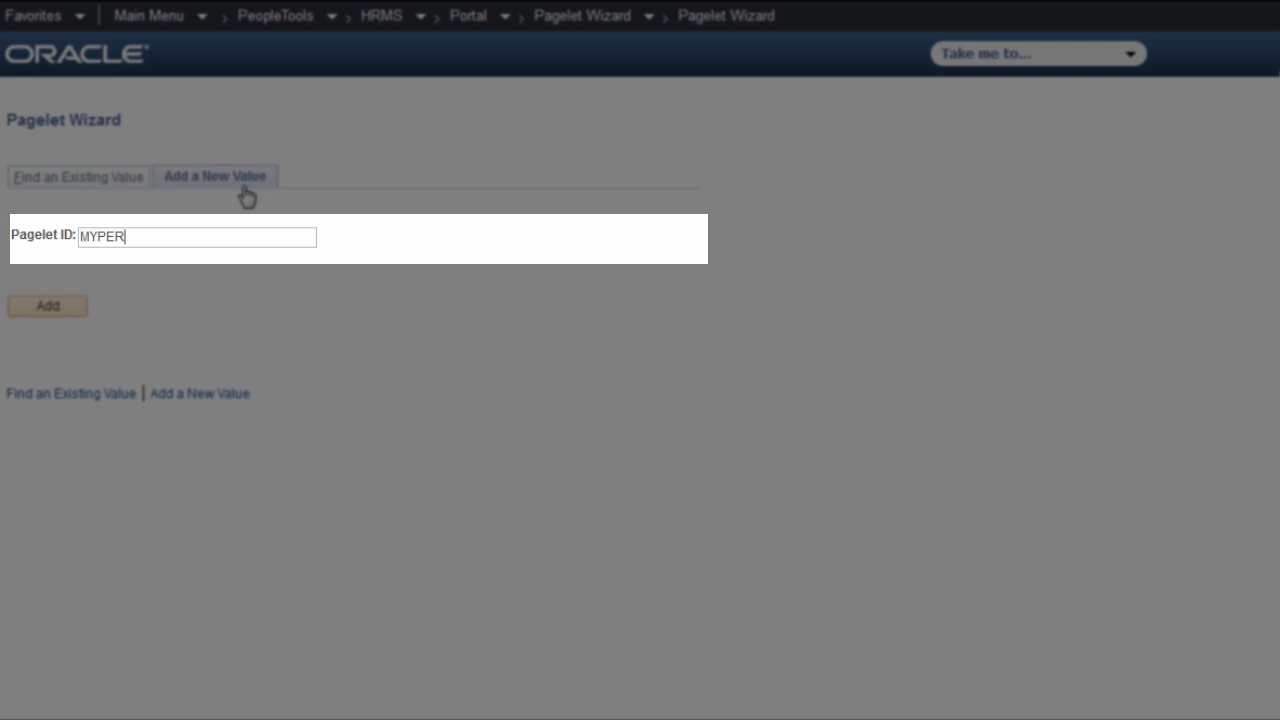 Favorites Main Menu > PeopleTools > HRMS > Portal > Pagelet Wizard > Pagelet Wizard
ORACLE®
Take me to...
Pagelet Wizard
Find an Existing Value Add a New Value
Pagelet ID: MYPER
Add
Find an Existing Value | Add a New Value